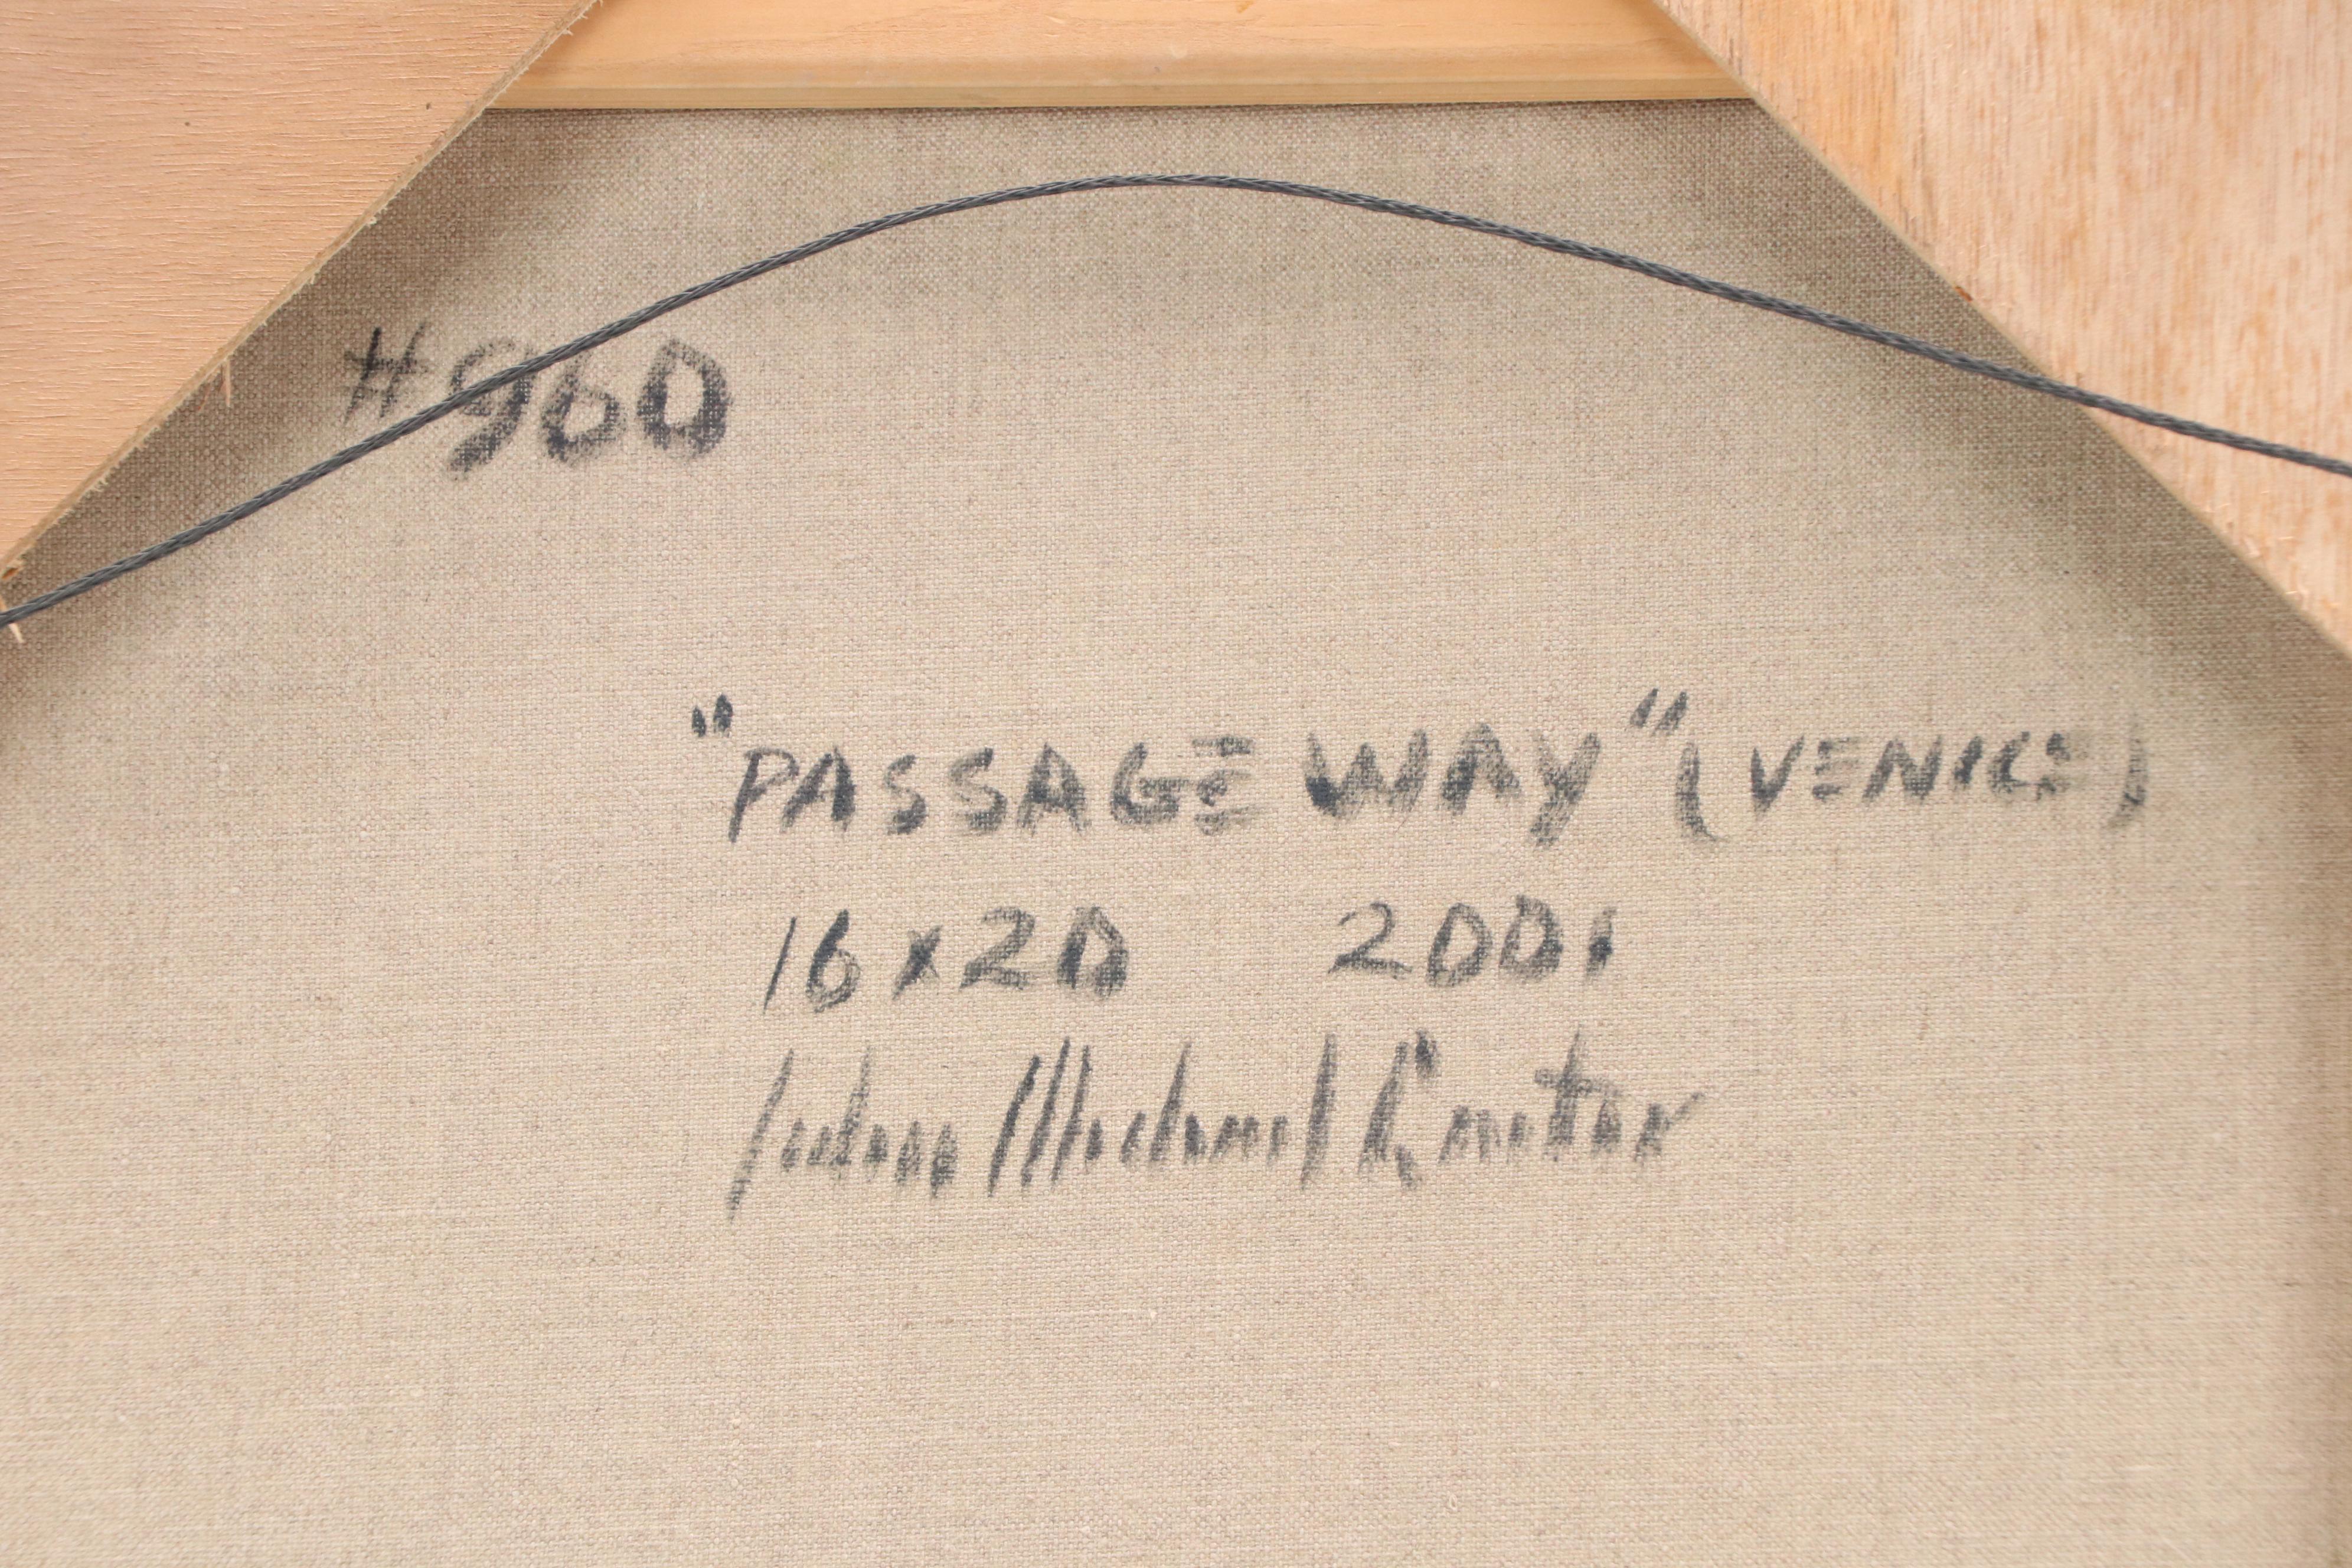 #960
"PASSAGE WAY" (VENICE)
16x20 2001
John Michael Carter